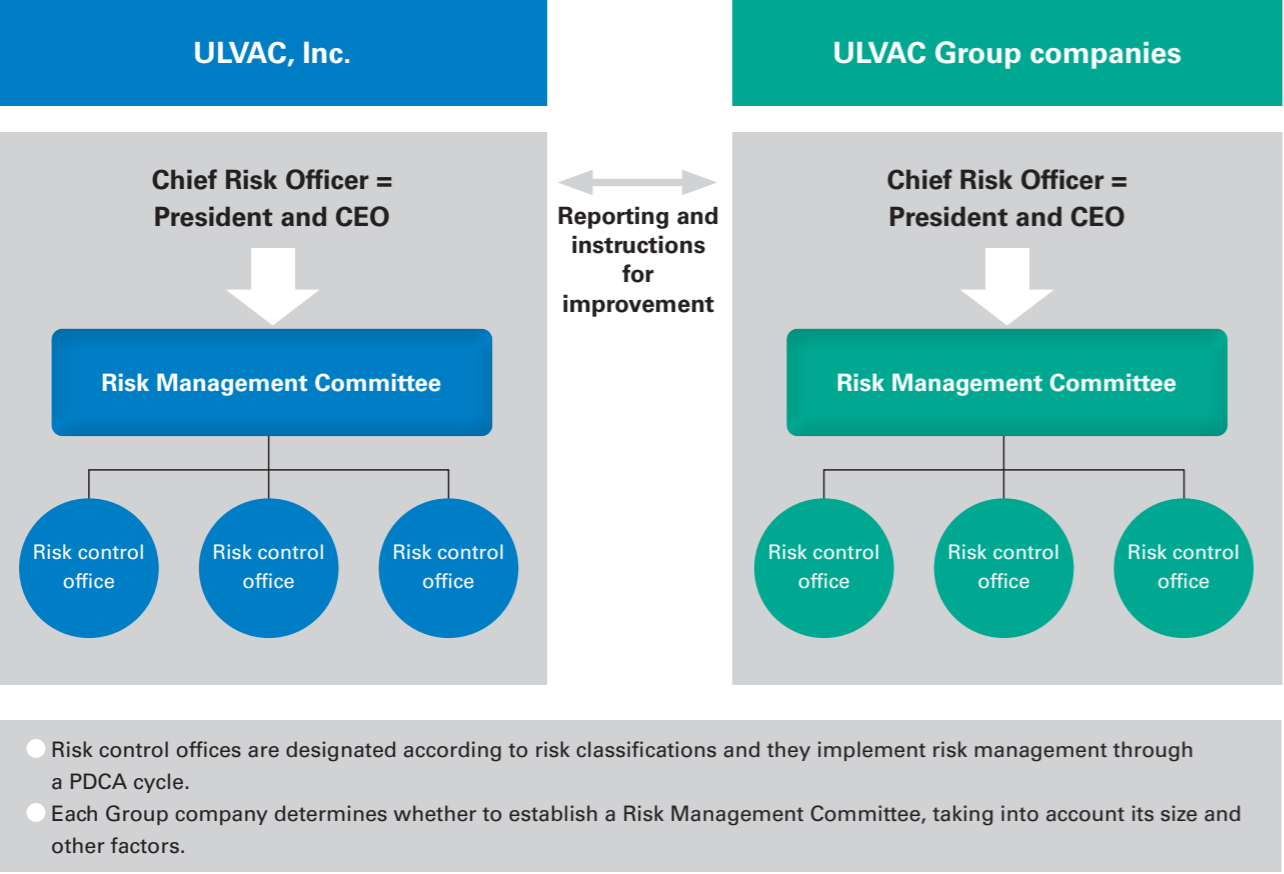 ULVAC, Inc.
Chief Risk Officer =
President and CEO
Risk Management Committee
Risk control
office
Risk control
office
Risk control
office
Reporting and
instructions
for
improvement
ULVAC Group companies
Chief Risk Officer =
President and CEO
Risk Management Committee
Risk control
office
Risk control
office
Risk control
office
Risk control offices are designated according to risk classifications and they implement risk management through
a PDCA cycle.
Each Group company determines whether to establish a Risk Management Committee, taking into account its size and
other factors.